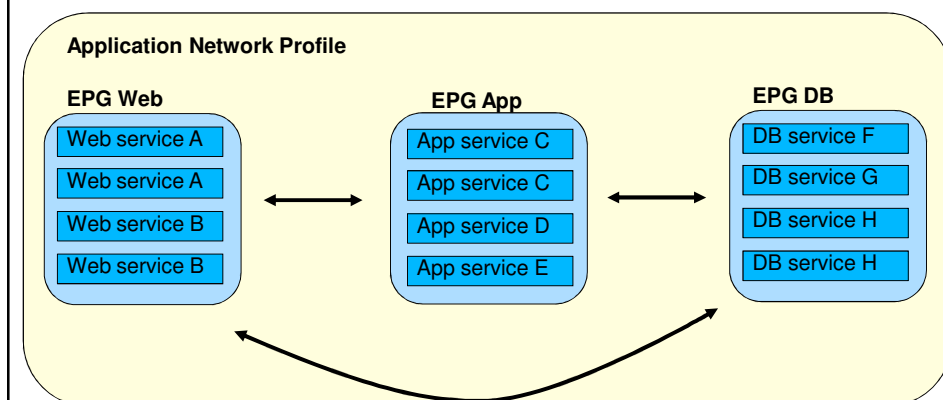 Application Network Profile
EPG Web
Web service A
Web service A
Web service B
Web service B
EPG App
App service C
App service C
App service D
App service E
EPG DB
DB service F
DB service G
DB service H
DB service H